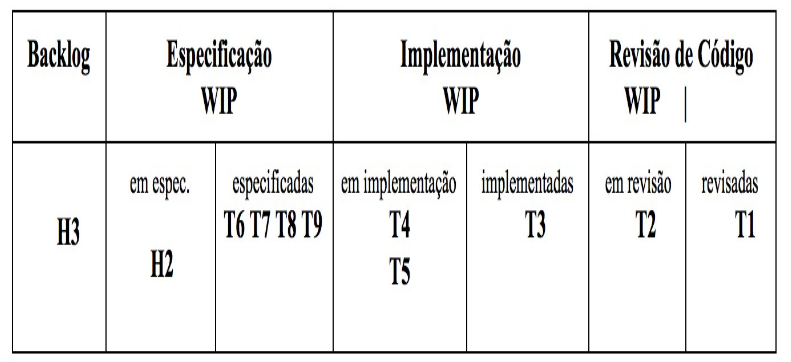 Backlog
Especificação
WIP
Implementação
WIP
Revisão de Código
WIP |
H3
em espec.
H2
especificadas
T6 T7 T8 T9
em implementação
T4
T5
implementadas
T3
em revisão
T2
revisadas
T1